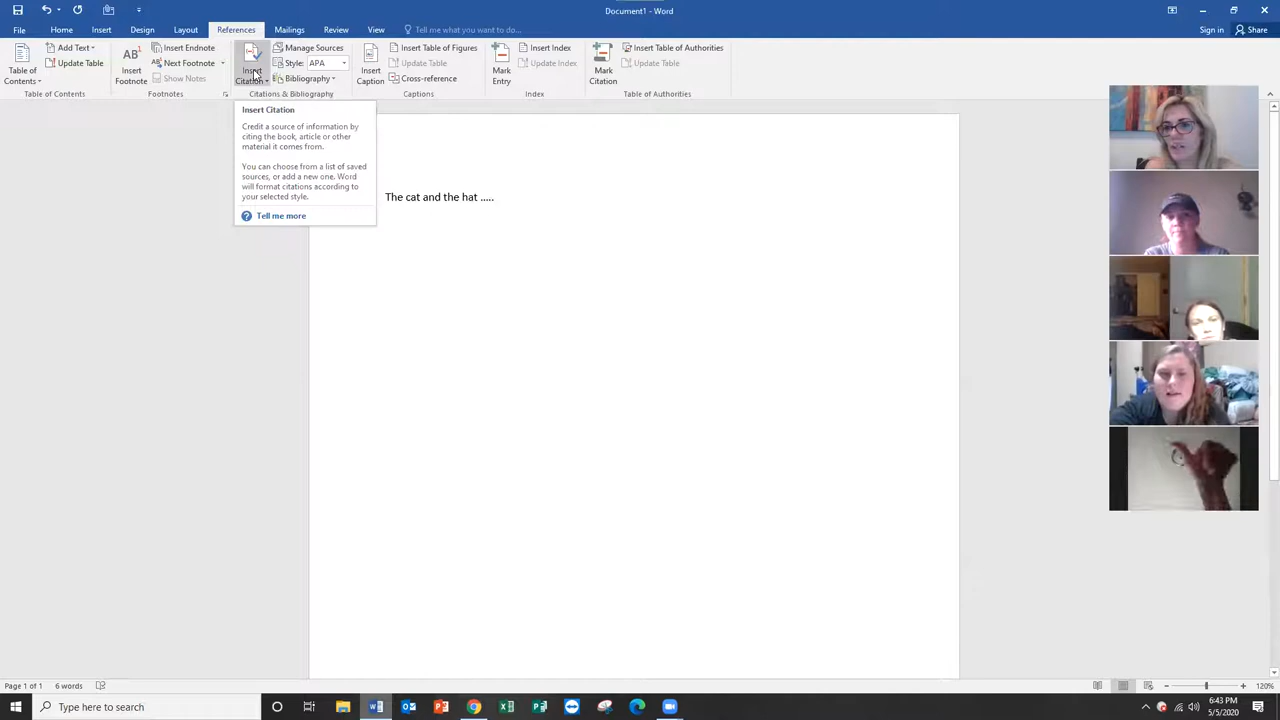 Document1 - Word
Sign in
Share
File
Home
Insert
Design
Layout
References
Mailings
Review
View
Tell me what you want to do...
Table of
Contents
Add Text
Update Table
Table of Contents
AB1
Insert
Footnote
Insert Endnote
Next Footnote
Show Notes
Footnotes
Insert
Citation
Manage Sources
Style: APA
Bibliography
Citations & Bibliography
Insert
Caption
Insert Table of Figures
Update Table
Cross-reference
Captions
Mark
Entry
Insert Index
Update Index
Index
Mark
Citation
Insert Table of Authorities
Update Table
Table of Authorities
Insert Citation
Credit a source of information by
citing the book, article or other
material it comes from.
You can choose from a list of saved
sources, or add a new one. Word
will format citations according to
your selected style.
Tell me more
The cat and the hat .....
Page 1 of 1
6 words
120%
Type here to search
6:43 PM
5/5/2020